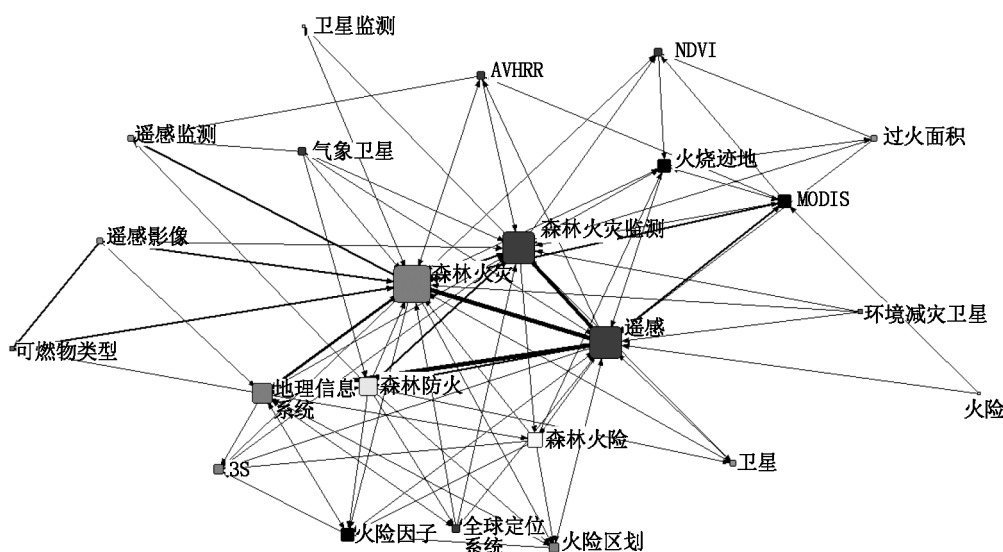 卫星监测
NDVI
AVHRR
遥感监测
气象卫星
过火面积
火烧迹地
MODIS
森林火灾监测
遥感影像
森林火灾
环境减灾卫星
遥感
可燃物类型
地理信息
系统
森林防火
火险
森林火险
3S
卫星
火险因子
全球定位
系统
火险区划